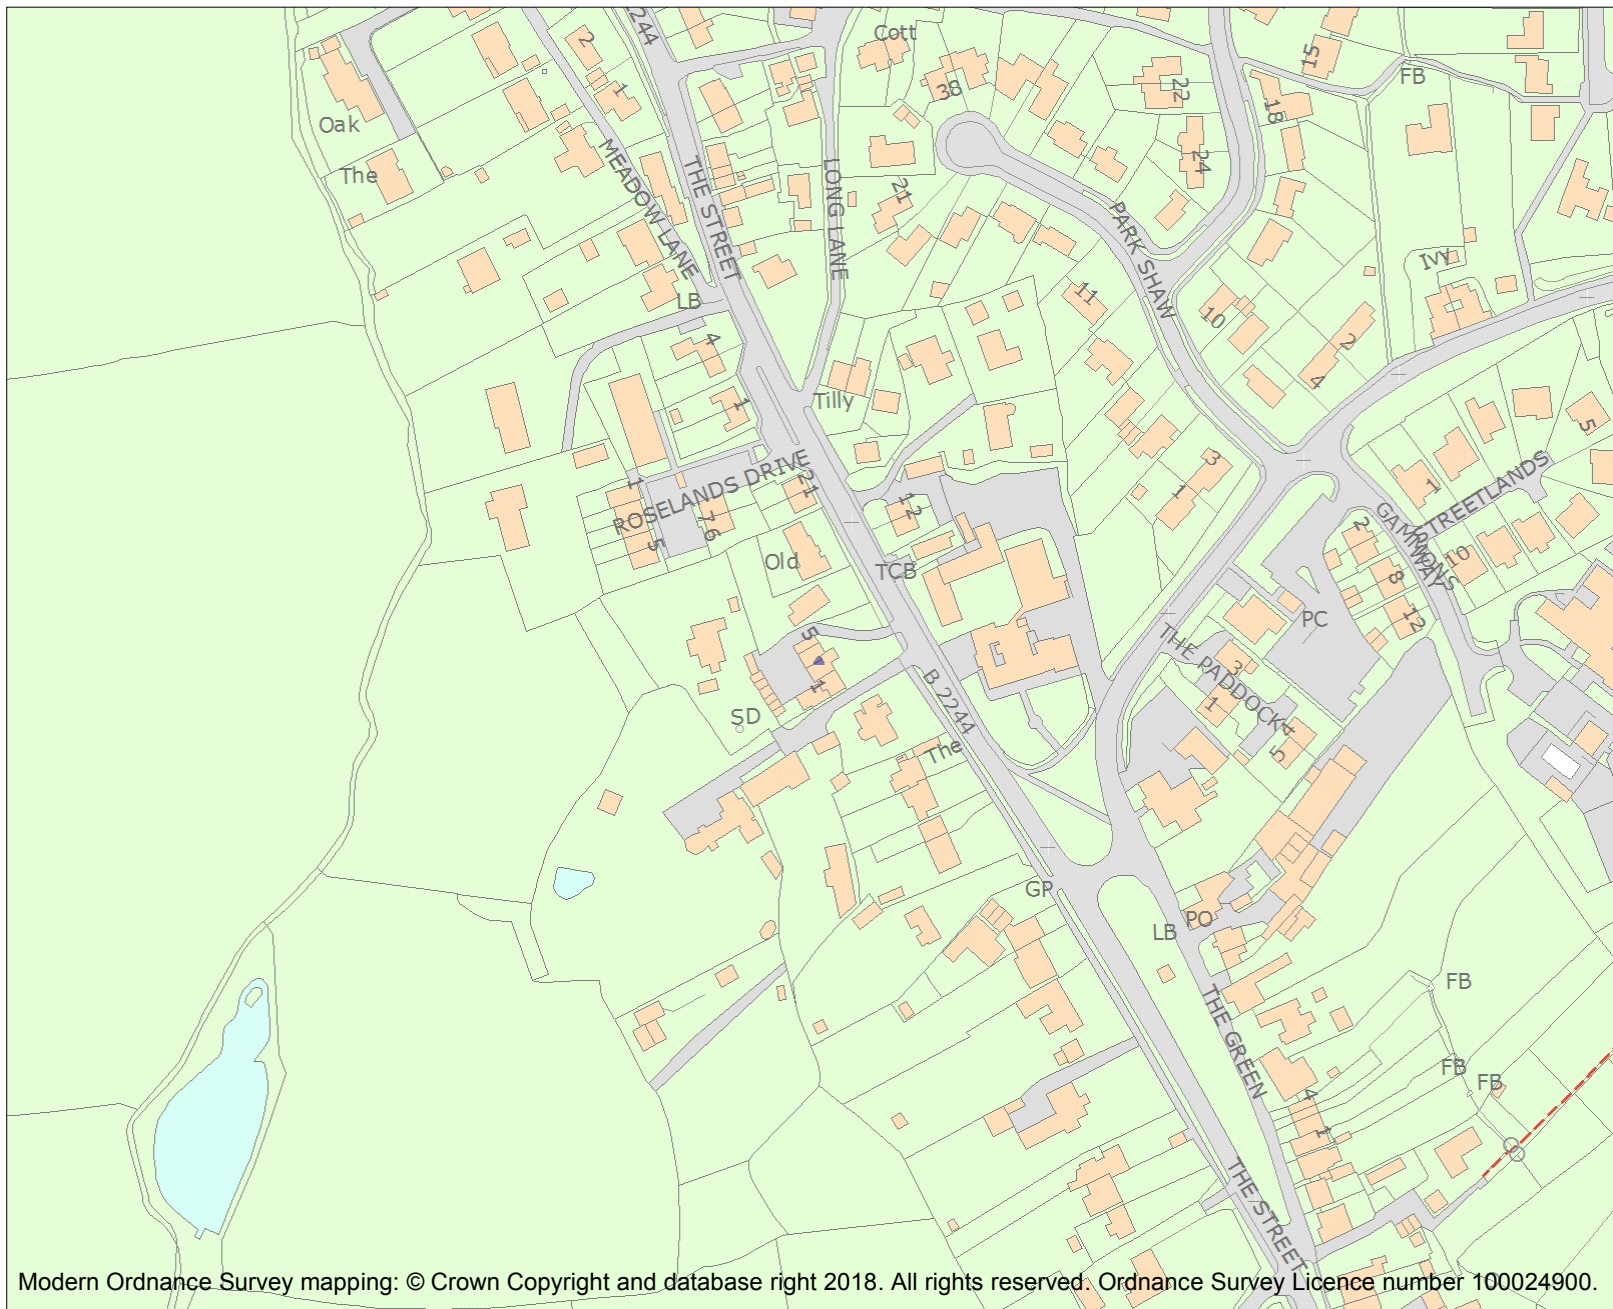 2244
Cott
2
15
FB
38
22
1
18
Oak
MEADOW LANE
THE STREET
LONG LANE
24
The
21
PARK SHAW
Ivy
LB
11
10
4
2
4
Tilly
1
5
3
1
ROSELANDS DRIVE
1
21
1
STREETLANDS
7
6
12
2
GAMMONS
WAY
10
5
Old
TCB
8
PC
12
5
THE PADDOCK
3
1
B 2244
1
4
SD
5
The
GP
PO
LB
FB
THE GREEN
FB
FB
4
1
THE STREET
Modern Ordnance Survey mapping: © Crown Copyright and database right 2018. All rights reserved. Ordnance Survey Licence number 100024900.